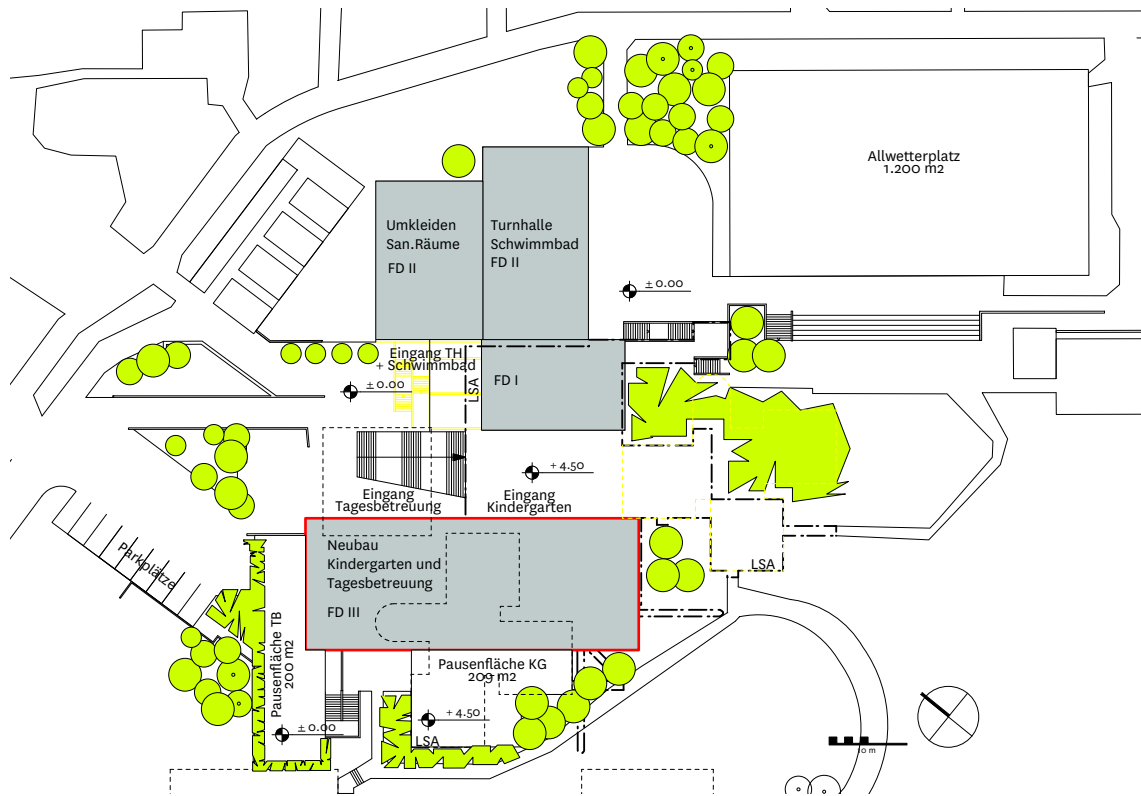 Allwetterplatz
1.200 m2
Umkleiden
San.Räume
FD II
Turnhalle
Schwimmbad
FD II
± 0.00
Eingang TH
+ Schwimmbad
± 0.00
LSA
FD I
+ 4.50
Eingang
Tagesbetreuung
Eingang
Kindergarten
Neubau
Kindergarten und
Tagesbetreuung
FD III
Parkplätze
LSA
Pausenfläche TB
200 m2
Pausenfläche KG
209 m2
± 0.00
+ 4.50
LSA
10 m